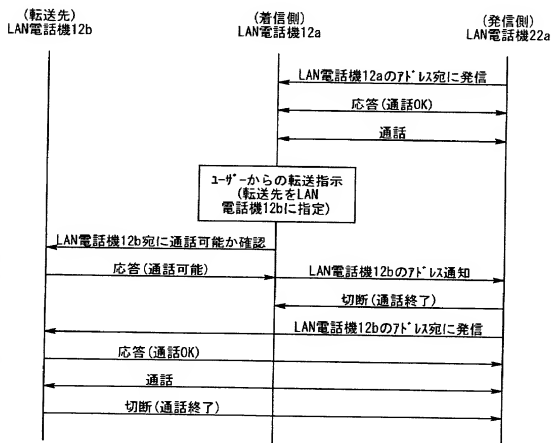 (転送先)
LAN電話機12b
(着信側)
LAN電話機12a
(発信側)
LAN電話機22a
LAN電話機12aのｱﾄﾞﾚｽ宛に発信
応答(通話OK)
通話
ﾕｰｻﾞｰからの転送指示
(転送先をLAN
電話機12bに指定)
LAN電話機12b宛に通話可能か確認
応答(通話可能)
LAN電話機12bのｱﾄﾞﾚｽ通知
切断(通話終了)
LAN電話機12bのｱﾄﾞﾚｽ宛に発信
応答(通話OK)
通話
切断(通話終了)